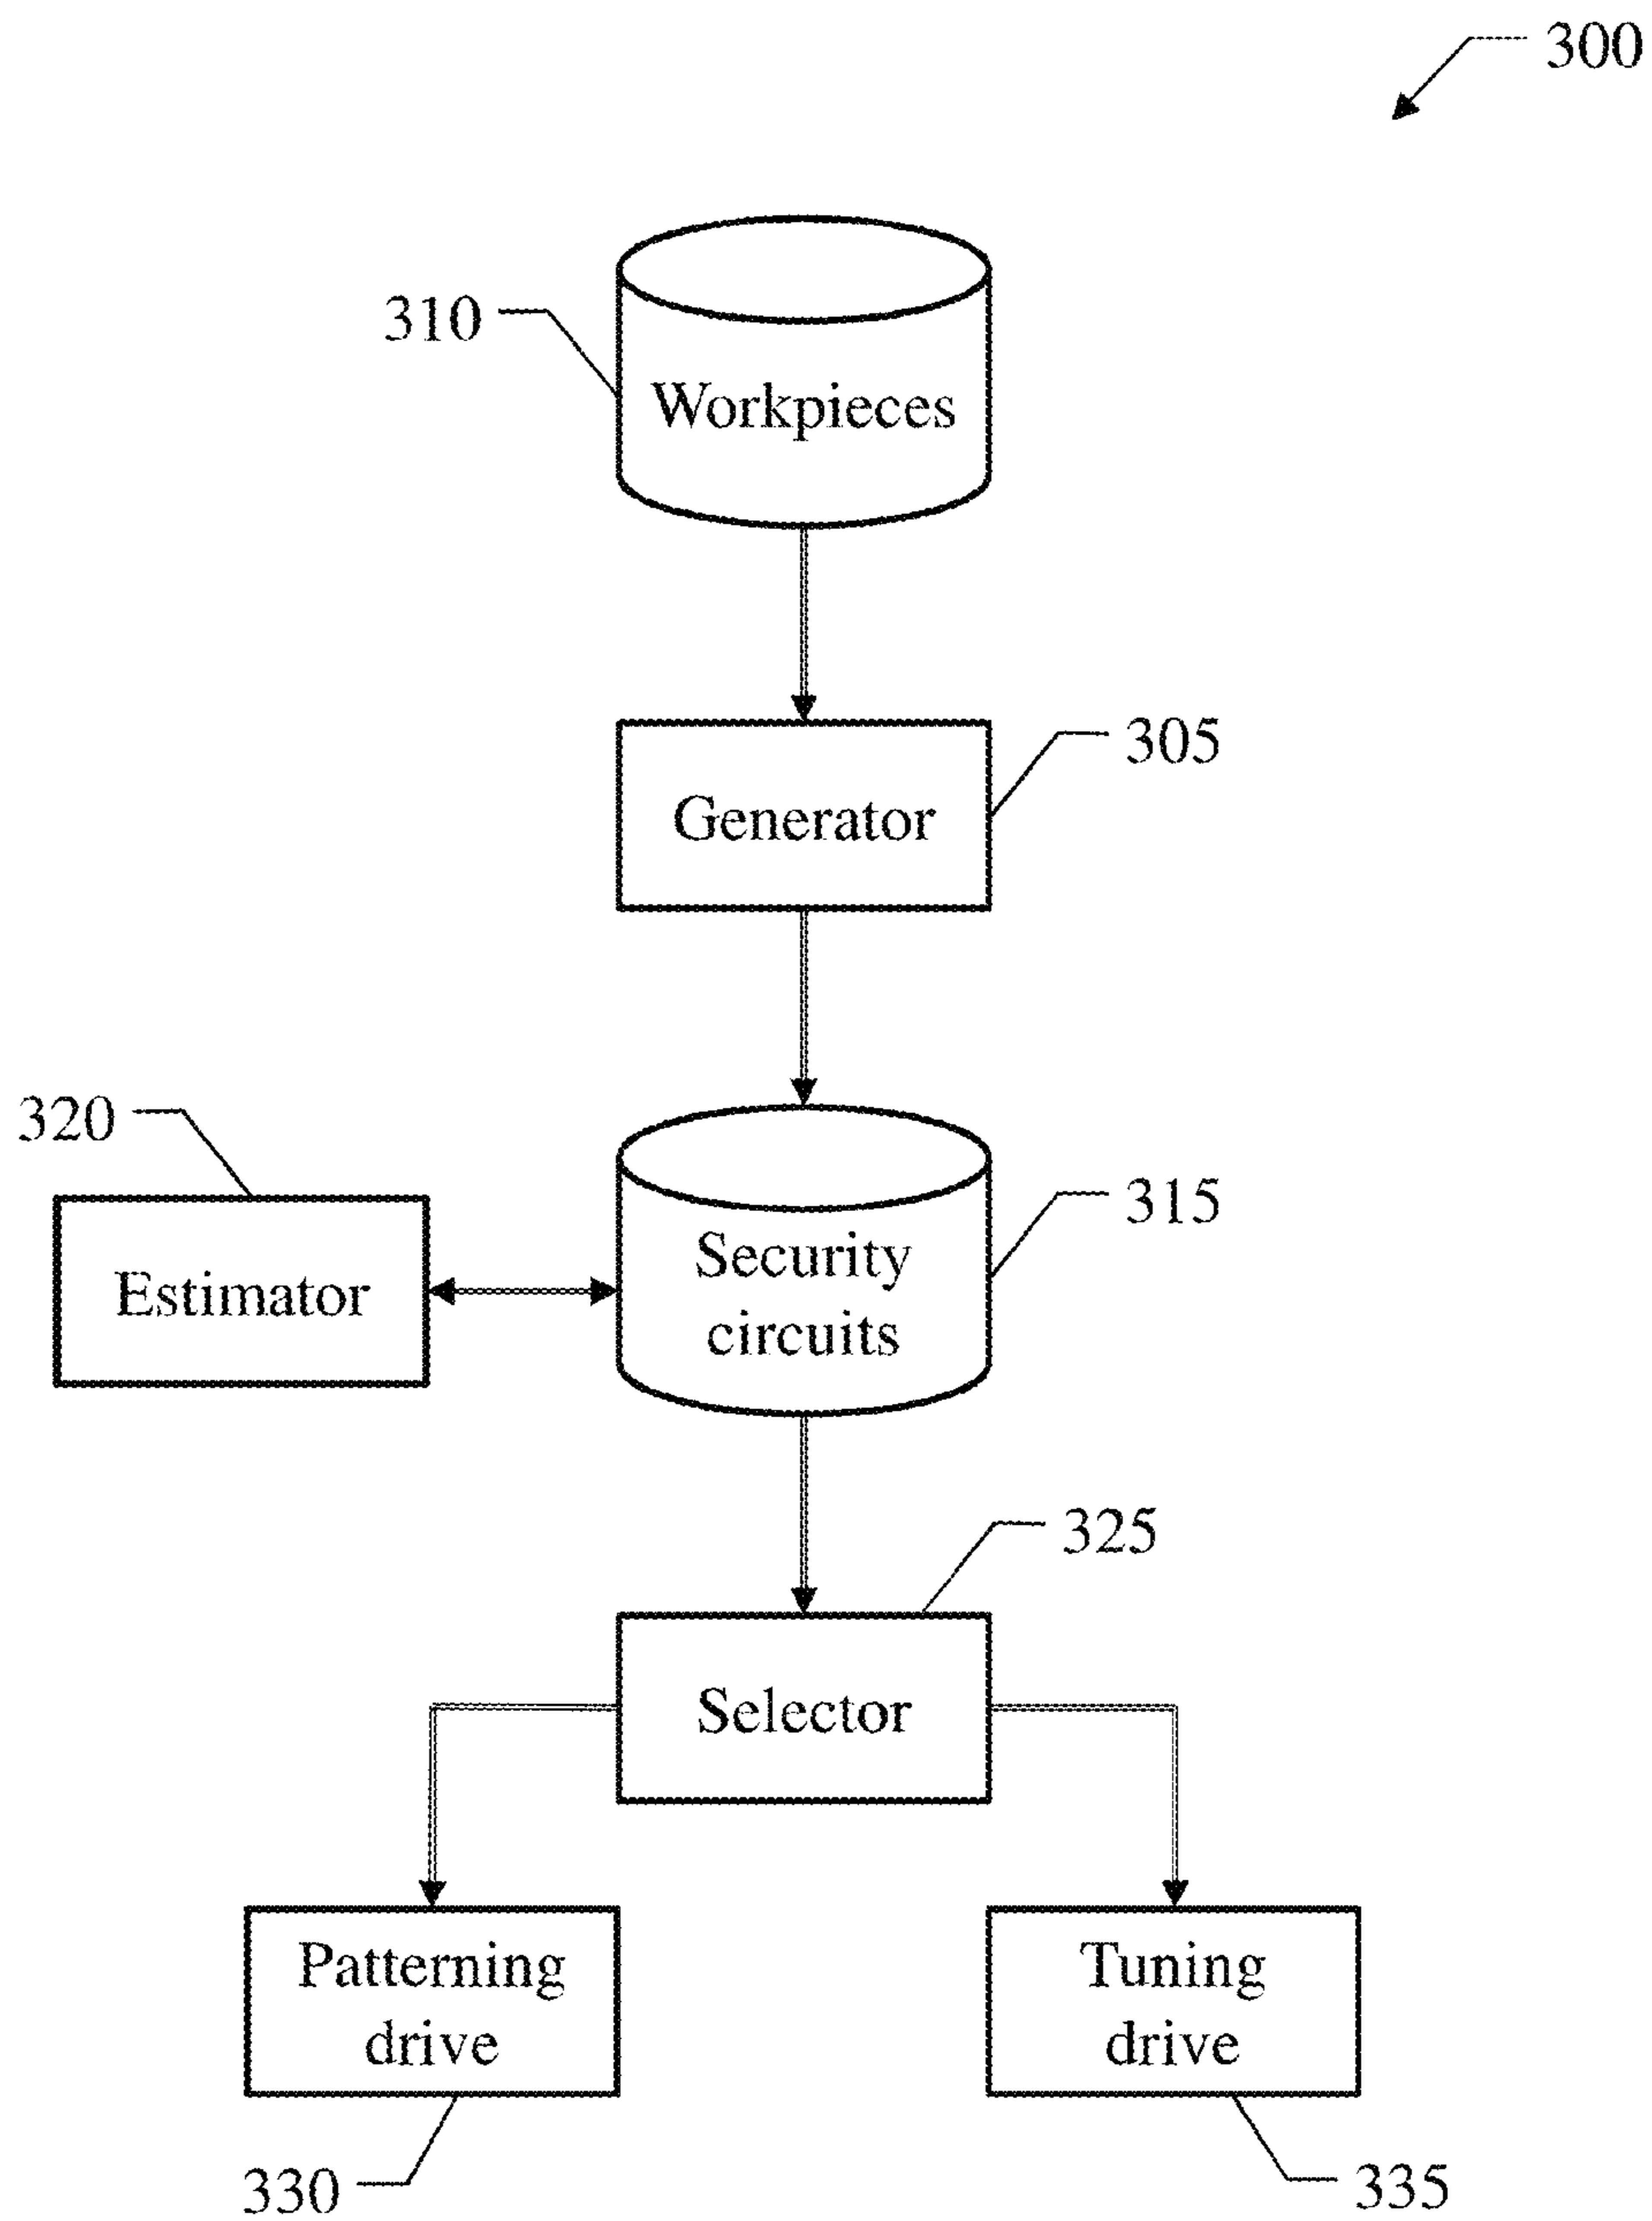 300
310
Workpieces
305
Generator
320
315
Security
circuits
Estimator
325
Selector
Patterning
drive
Tuning
drive
330
335